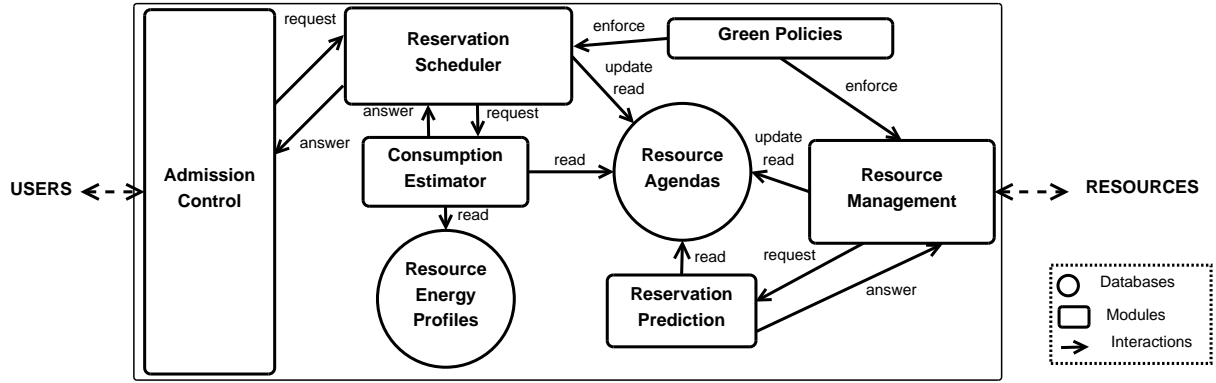 request
Reservation
Scheduler
enforce
Green Policies
update
read
enforce
answer
request
answer
Consumption
Estimator
read
Resource
Agendas
update
read
Resource
Management
USERS
Admission
Control
RESOURCES
read
Resource
Energy
Profiles
read
request
answer
Reservation
Prediction
Databases
Modules
Interactions